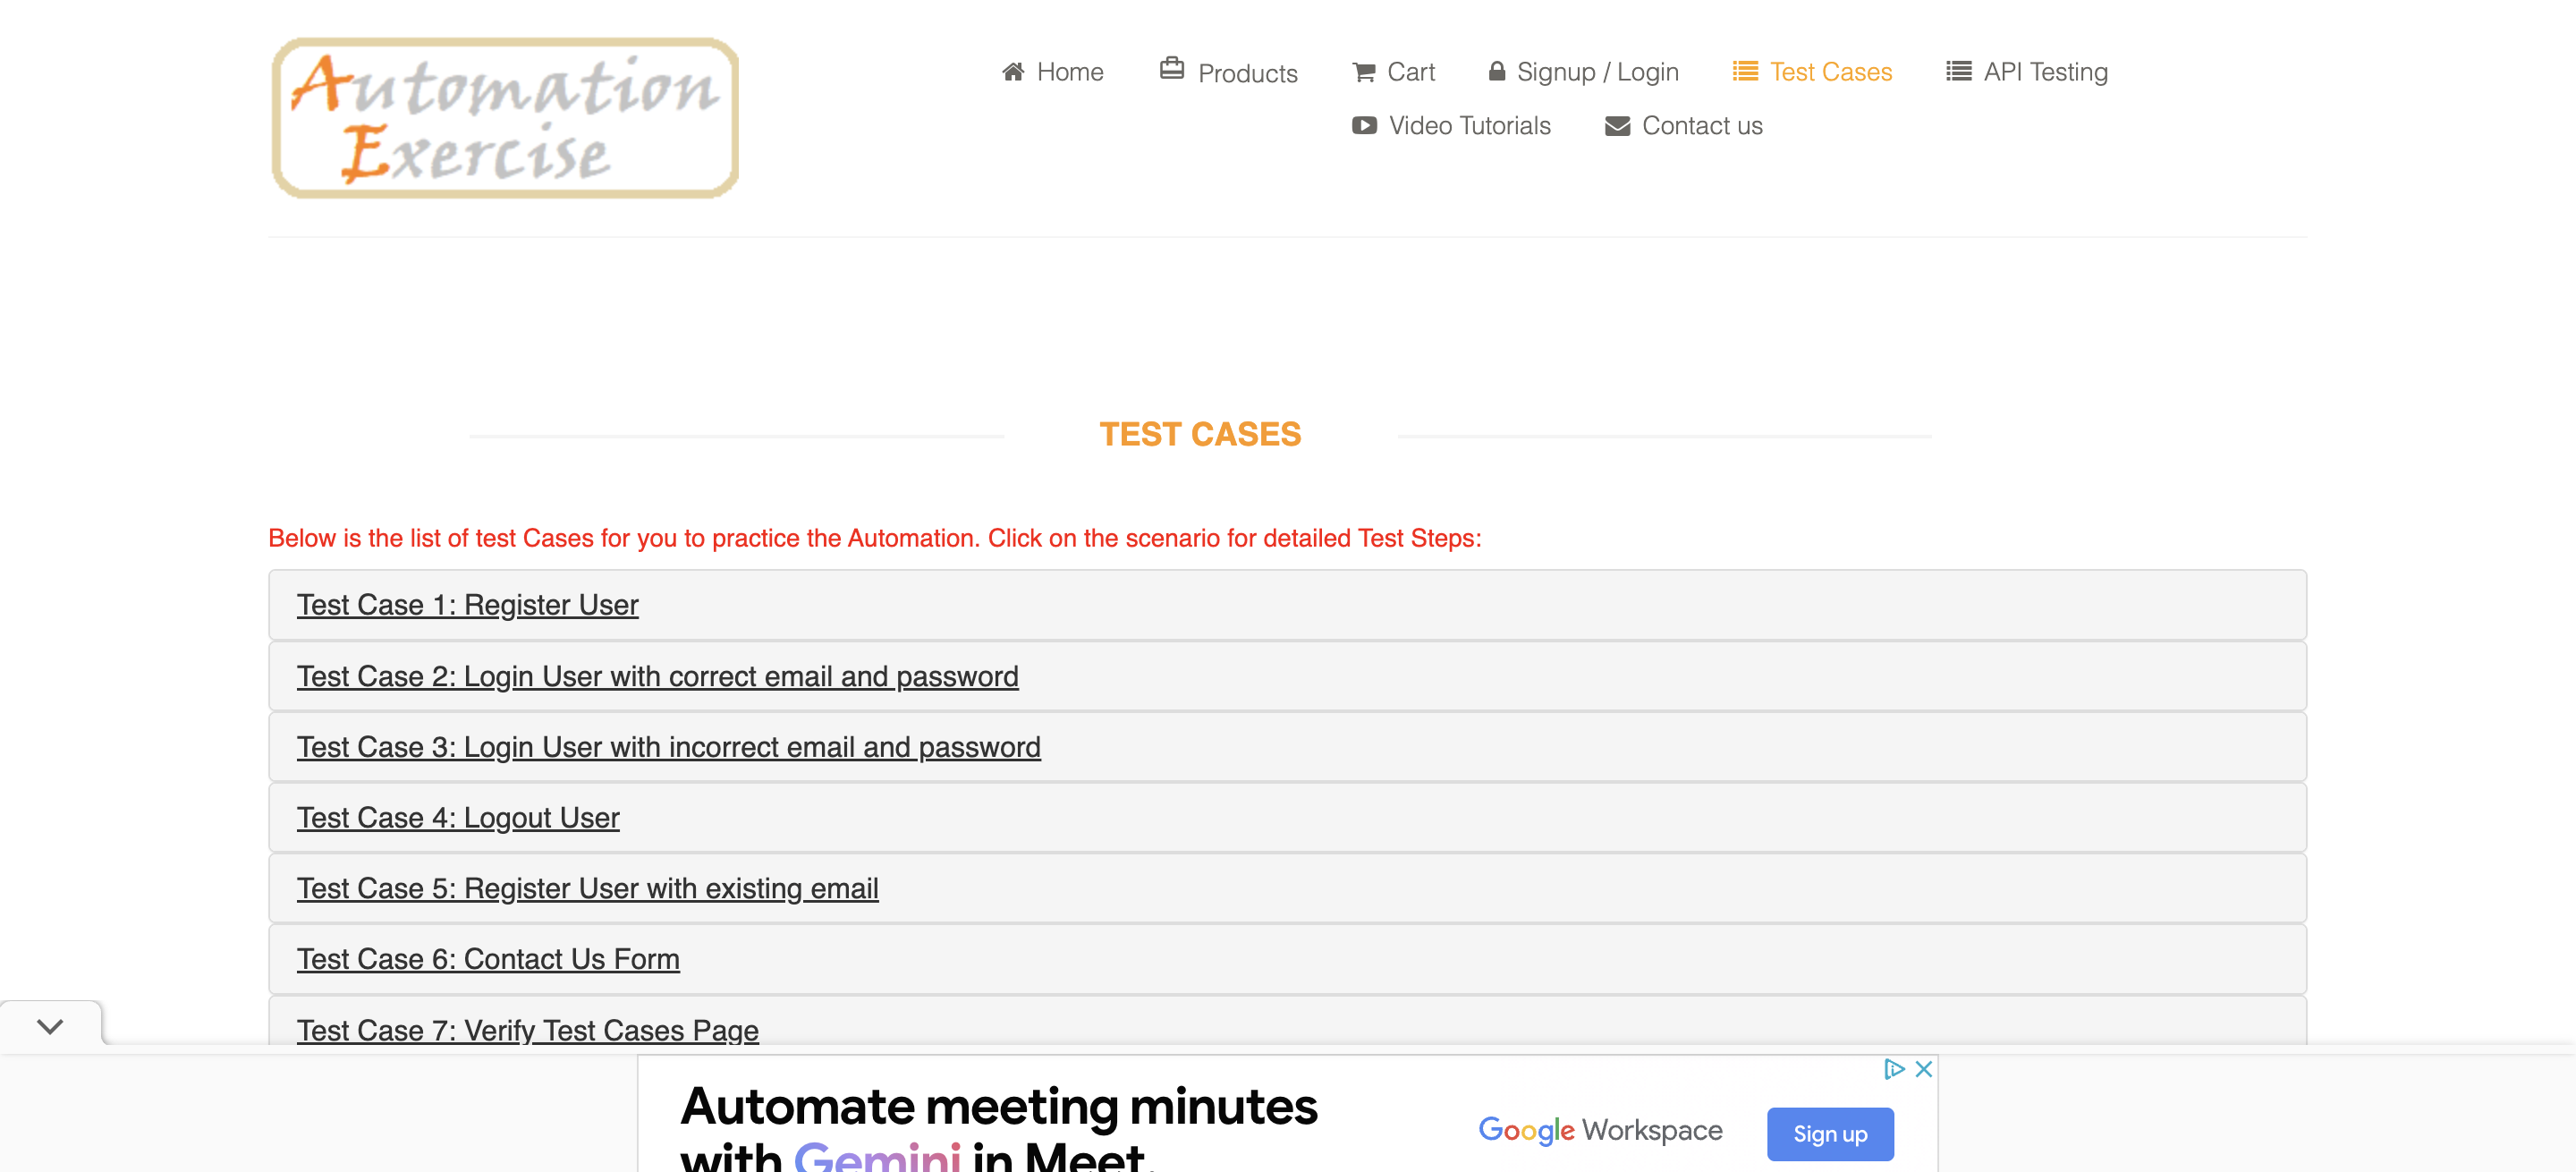 Automation
Exercise
Home
Products
Cart
Signup / Login
Test Cases
API Testing
Video Tutorials
Contact us
TEST CASES
Below is the list of test Cases for you to practice the Automation. Click on the scenario for detailed Test Steps:
Test Case 1: Register User
Test Case 2: Login User with correct email and password
Test Case 3: Login User with incorrect email and password
Test Case 4: Logout User
Test Case 5: Register User with existing email
Test Case 6: Contact Us Form
Test Case 7: Verify Test Cases Page
Automate meeting minutes
with Gemini in Meet.
Google Workspace
Sign up